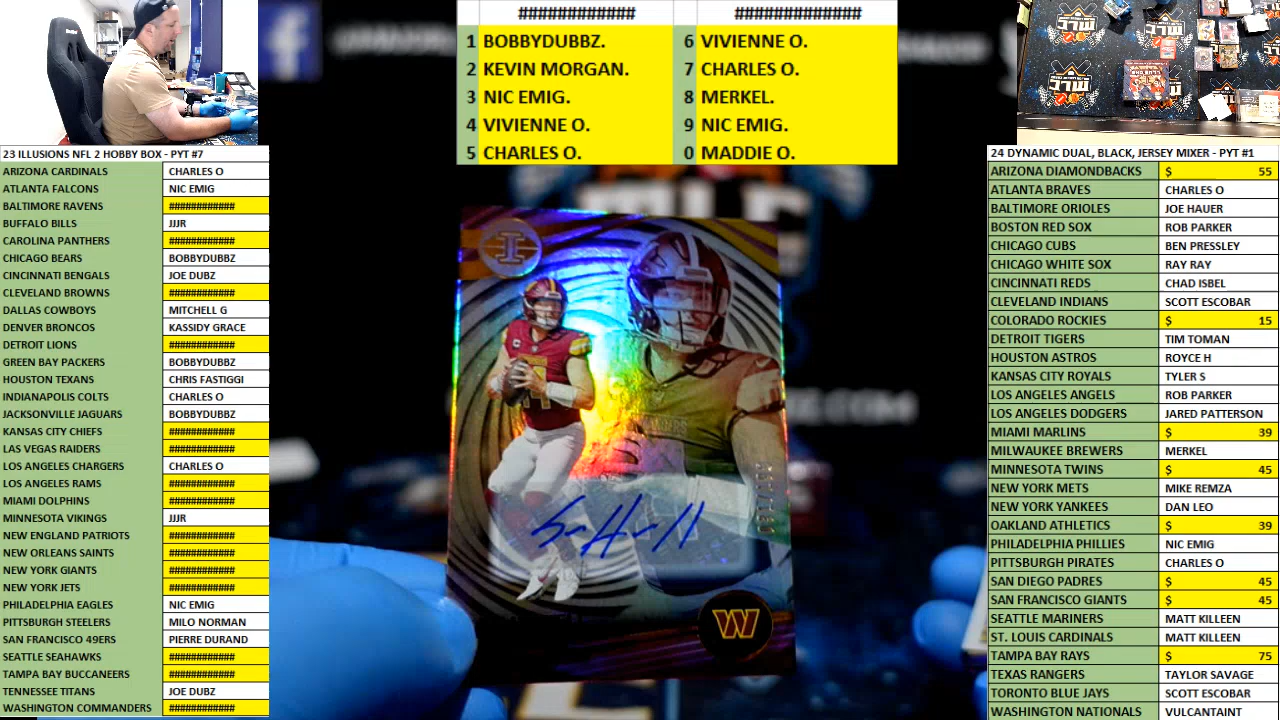 ############ #############
1 BOBBYDUBBZ. 6 VIVIENNE O.
2 KEVIN MORGAN. 7 CHARLES O.
3 NIC EMIG. 8 MERKEL.
4 VIVIENNE O. 9 NIC EMIG.
5 CHARLES O. 0 MADDIE O.
23 ILLUSIONS NFL 2 HOBBY BOX - PYT #7
ARIZONA CARDINALS CHARLES O
ATLANTA FALCONS NIC EMIG
BALTIMORE RAVENS ############
BUFFALO BILLS JJJR
CAROLINA PANTHERS ############
CHICAGO BEARS BOBBYDUBBZ
CINCINNATI BENGALS JOE DUBZ
CLEVELAND BROWNS ############
DALLAS COWBOYS MITCHELL G
DENVER BRONCOS KASSIDY GRACE
DETROIT LIONS ############
GREEN BAY PACKERS BOBBYDUBBZ
HOUSTON TEXANS CHRIS FASTIGGI
INDIANAPOLIS COLTS CHARLES O
JACKSONVILLE JAGUARS BOBBYDUBBZ
KANSAS CITY CHIEFS ############
LAS VEGAS RAIDERS ############
LOS ANGELES CHARGERS CHARLES O
LOS ANGELES RAMS ############
MIAMI DOLPHINS ############
MINNESOTA VIKINGS JJJR
NEW ENGLAND PATRIOTS ############
NEW ORLEANS SAINTS ############
NEW YORK GIANTS ############
NEW YORK JETS ############
PHILADELPHIA EAGLES NIC EMIG
PITTSBURGH STEELERS MILO NORMAN
SAN FRANCISCO 49ERS PIERRE DURAND
SEATTLE SEAHAWKS ############
TAMPA BAY BUCCANEERS ############
TENNESSEE TITANS JOE DUBZ
WASHINGTON COMMANDERS ############
I
W
24 DYNAMIC DUAL, BLACK, JERSEY MIXER - PYT #1
ARIZONA DIAMONDBACKS $ 55
ATLANTA BRAVES CHARLES O
BALTIMORE ORIOLES JOE HAUER
BOSTON RED SOX ROB PARKER
CHICAGO CUBS BEN PRESSLEY
CHICAGO WHITE SOX RAY RAY
CINCINNATI REDS CHAD ISBEL
CLEVELAND INDIANS SCOTT ESCOBAR
COLORADO ROCKIES $ 15
DETROIT TIGERS TIM TOMAN
HOUSTON ASTROS ROYCE H
KANSAS CITY ROYALS TYLER S
LOS ANGELES ANGELS ROB PARKER
LOS ANGELES DODGERS JARED PATTERSON
MIAMI MARLINS $ 39
MILWAUKEE BREWERS MERKEL
MINNESOTA TWINS $ 45
NEW YORK METS MIKE REMZA
NEW YORK YANKEES DAN LEO
OAKLAND ATHLETICS $ 39
PHILADELPHIA PHILLIES NIC EMIG
PITTSBURGH PIRATES CHARLES O
SAN DIEGO PADRES $ 45
SAN FRANCISCO GIANTS $ 45
SEATTLE MARINERS MATT KILLEEN
ST. LOUIS CARDINALS MATT KILLEEN
TAMPA BAY RAYS $ 75
TEXAS RANGERS TAYLOR SAVAGE
TORONTO BLUE JAYS SCOTT ESCOBAR
WASHINGTON NATIONALS VULCANTAINT